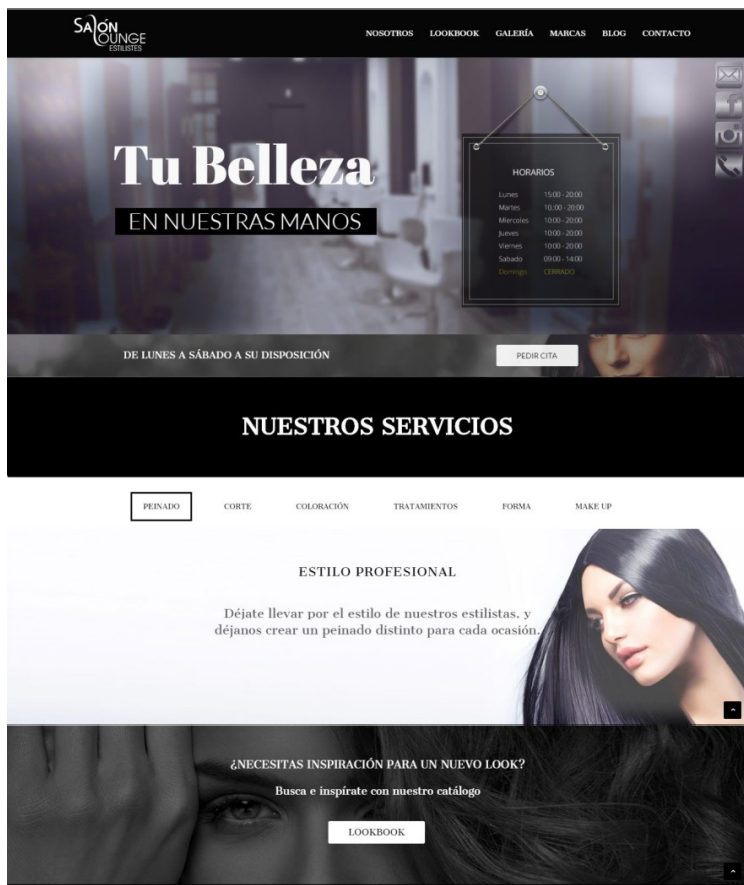 SAlÓN
LOUNGE
ESTILISTES
NOSOTROS LOOKBOOK GALERÍA MARCAS BLOG CONTACTO
Tu Belleza
EN NUESTRAS MANOS
HORARIOS
Lunes 15:00 - 20:00
Martes 10.:00 - 20:00
Miercoles 10:00 - 20:00
Jueves 10:00 - 20:00
Viernes 10:00 - 20:00
Sabado 09:00 - 14:00
Domingo CERRADO
DE LUNES A SÁBADO A SU DISPOSICIÓN
PEDIR CITA
NUESTROS SERVICIOS
PEINADO CORTE COLORACIÓN TRATAMIENTOS FORMA MAKE UP
ESTILO PROFESIONAL
Déjate llevar por el estilo de nuestros estilistas. y
déjanos crear un peinado distinto para cada ocasión.
¿NECESITAS INSPIRACIÓN PARA UN NUEVO LOOK?
Busca e inspírate con nuestro catálogo
LOOKBOOK